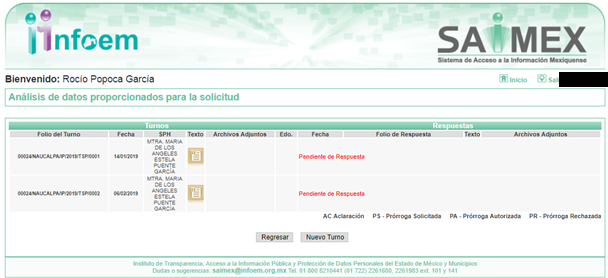 infoem
SAIMEX
Sistema de Acceso a la Información Mexiquense
Bienvenido: Rocío Popoca García
Inicio
Análisis de datos proporcionados para la solicitud
Turnos Respuestas
Folio del Turno Fecha SPH Texto Archivos Adjuntos Edo. Fecha Folio de Respuesta Texto Archivos Adjuntos
00024/NAUCALPA/IP/2019/TSP/0001 14/01/2019 MTRA. MARIA DE LOS ANGELES ESTELA PUENTE GARCÍA Pendiente de Respuesta
00024/NAUCALPA/IP/2019/TSP/0002 06/02/2019 MTRA. MARIA DE LOS ANGELES ESTELA PUENTE GARCÍA Pendiente de Respuesta
AC Aclaración PS - Prórroga Solicitada PA - Prórroga Autorizada PR - Prórroga Rechazada
Regresar Nuevo Turno
Instituto de Transparencia, Acceso a la Información Pública y Protección de Datos Personales del Estado de México y Municipios
Dudas o sugerencias: saimex@infoem.org.mx Tel. 01 800 8210441 (01 722) 2261980, 2261983 ext. 101 y 141